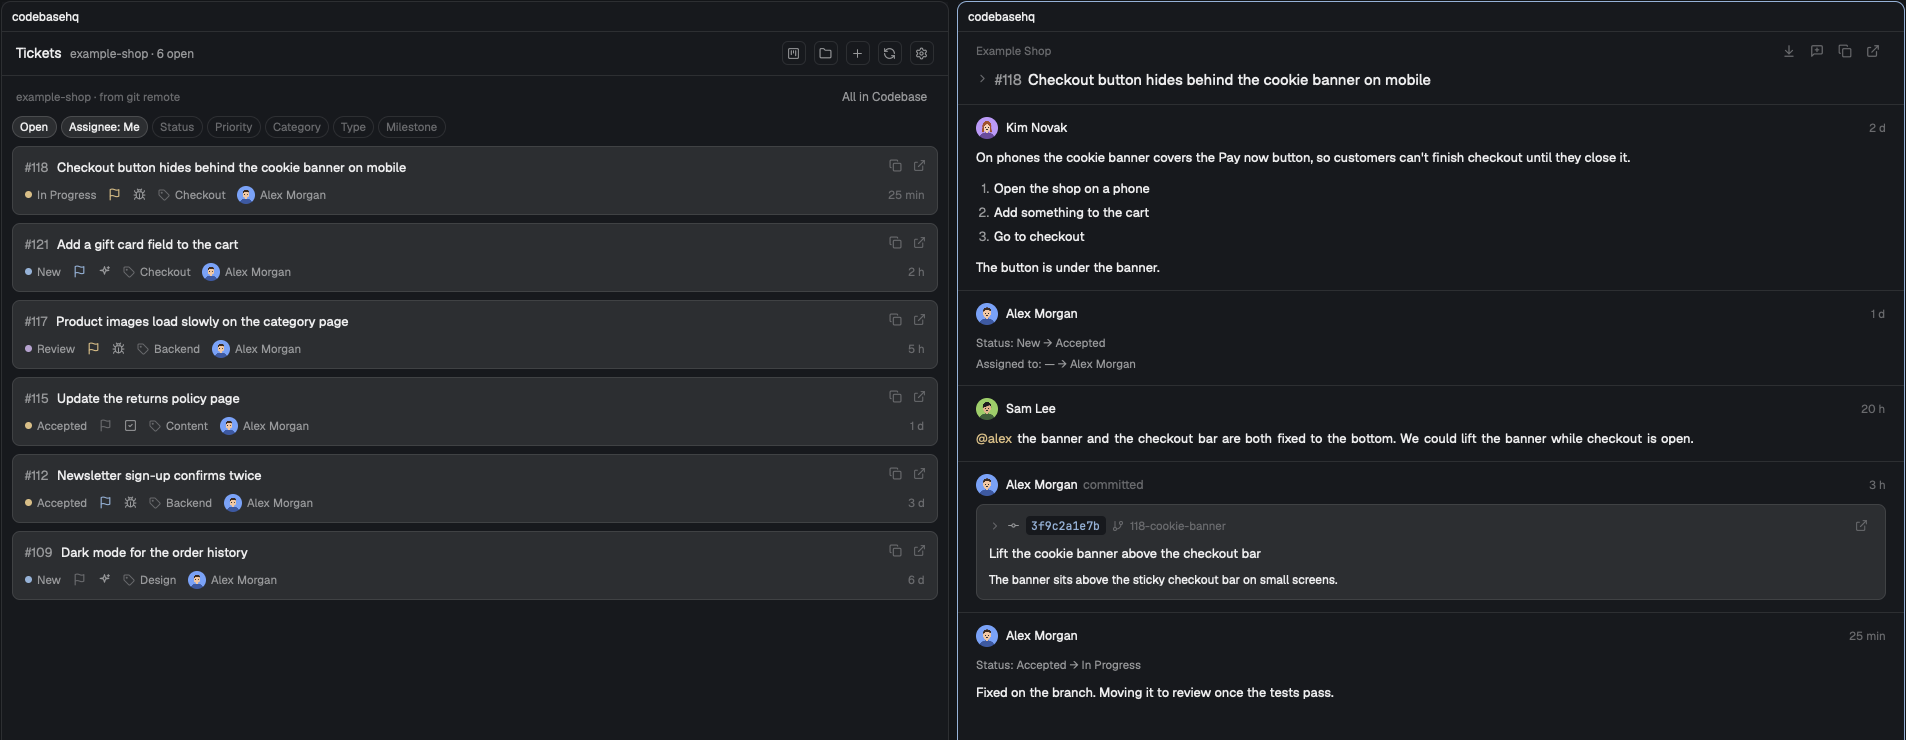 codebasehq
Tickets example-shop · 6 open
example-shop · from git remote All in Codebase
Open Assignee: Me Status Priority Category Type Milestone
#118 Checkout button hides behind the cookie banner on mobile
In Progress Checkout Alex Morgan 25 min
#121 Add a gift card field to the cart
New Checkout Alex Morgan 2 h
#117 Product images load slowly on the category page
Review Backend Alex Morgan 5 h
#115 Update the returns policy page
Accepted Content Alex Morgan 1 d
#112 Newsletter sign-up confirms twice
Accepted Backend Alex Morgan 3 d
#109 Dark mode for the order history
New Design Alex Morgan 6 d
codebasehq
Example Shop
#118 Checkout button hides behind the cookie banner on mobile
Kim Novak 2 d
On phones the cookie banner covers the Pay now button, so customers can't finish checkout until they close it.
1. Open the shop on a phone
2. Add something to the cart
3. Go to checkout
The button is under the banner.
Alex Morgan 1 d
Status: New → Accepted
Assigned to: — → Alex Morgan
Sam Lee 20 h
@alex the banner and the checkout bar are both fixed to the bottom. We could lift the banner while checkout is open.
Alex Morgan committed 3 h
3f9c2a1e7b 118-cookie-banner
Lift the cookie banner above the checkout bar
The banner sits above the sticky checkout bar on small screens.
Alex Morgan 25 min
Status: Accepted → In Progress
Fixed on the branch. Moving it to review once the tests pass.